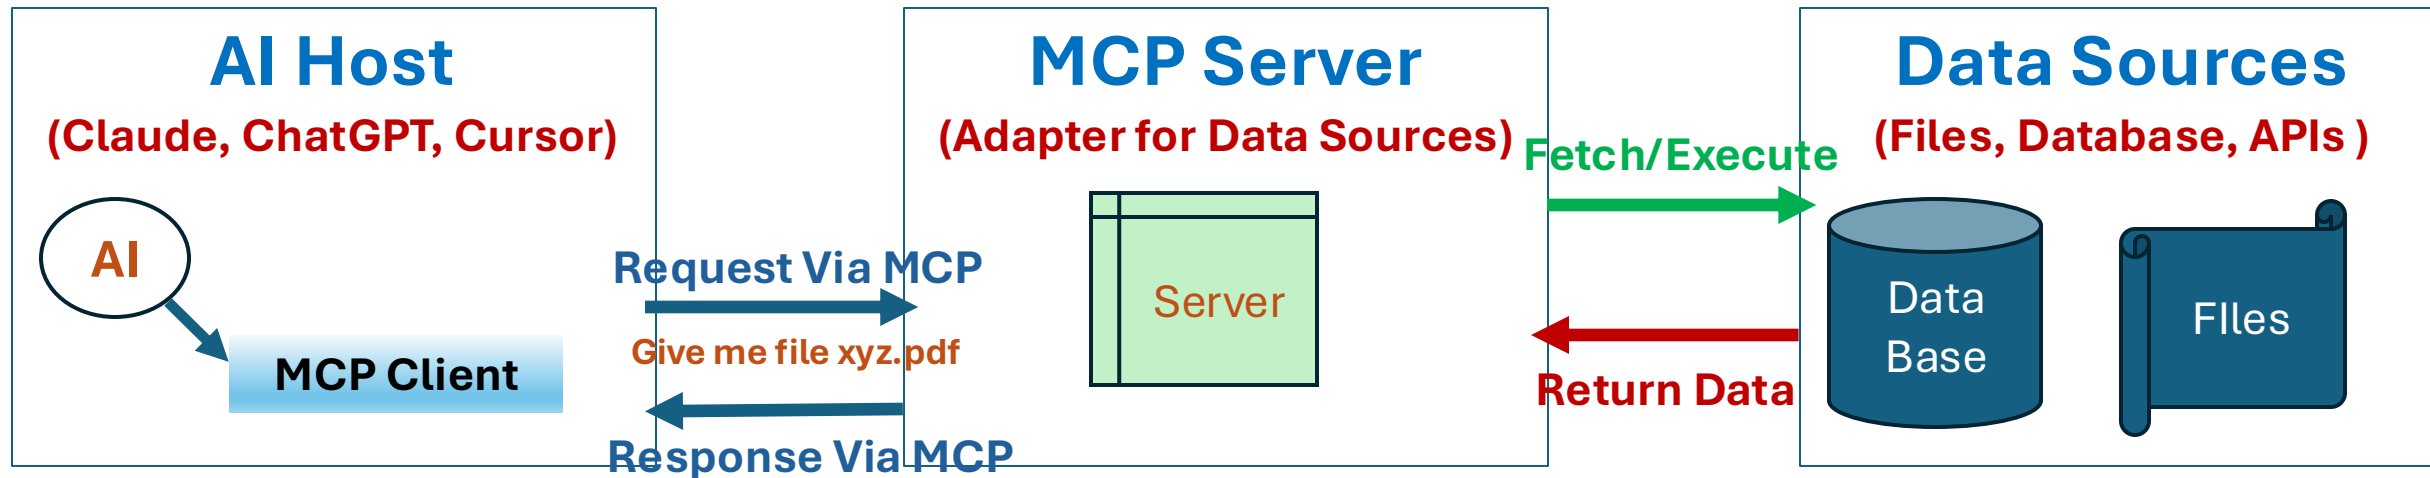 AI Host
(Claude, ChatGPT, Cursor)
AI
MCP Client
Request Via MCP
Give me file xyz.pdf
Response Via MCP
MCP Server
(Adapter for Data Sources)
Server
Fetch/Execute
Return Data
Data Sources
(Files, Database, APIs )
Data
Base
FIles